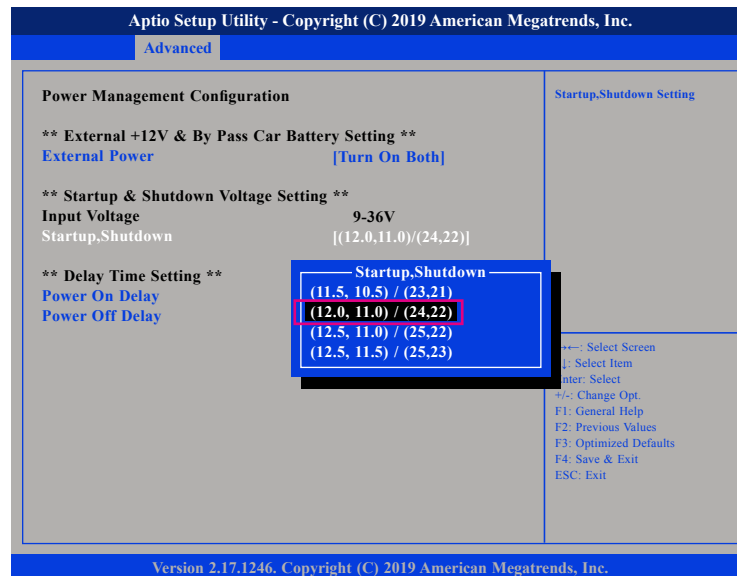 Aptio Setup Utility - Copyright (C) 2019 American Megatrends, Inc.
Advanced
Power Management Configuration
** External +12V & By Pass Car Battery Setting **
External Power [Turn On Both]
** Startup & Shutdown Voltage Setting **
Input Voltage 9-36V
Startup,Shutdown [(12.0,11.0)/(24,22)]
** Delay Time Setting **
Power On Delay
Power Off Delay
Startup,Shutdown
(11.5, 10.5) / (23,21)
(12.0, 11.0) / (24,22)
(12.5, 11.0) / (25,22)
(12.5, 11.5) / (25,23)
Startup,Shutdown Setting
→←: Select Screen
↓: Select Item
nter: Select
+/-: Change Opt.
F1: General Help
F2: Previous Values
F3: Optimized Defaults
F4: Save & Exit
ESC: Exit
Version 2.17.1246. Copyright (C) 2019 American Megatrends, Inc.